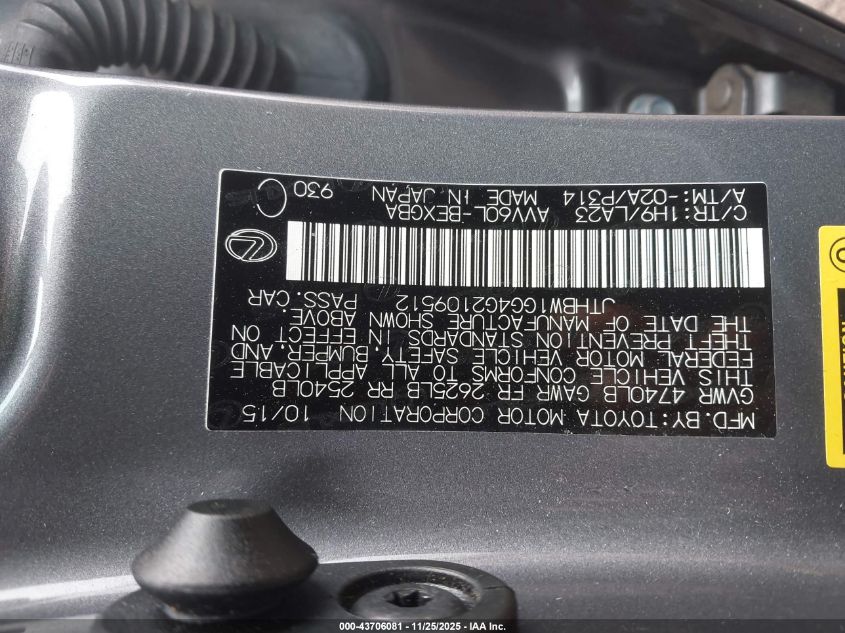 MFD. BY: TOYOTA MOTOR CORPORATION 10/15
GVWR 4740LB GAWR FR 2625LB RR 2540LB
THIS VEHICLE CONFORMS TO ALL APPLICABLE
FEDERAL MOTOR VEHICLE SAFETY, BUMPER, AND
THEFT PREVENTION STANDARDS IN EFFECT ON
THE DATE OF MANUFACTURE SHOWN ABOVE.
JTHBW1GG4G2109512 PASS. CAR
C/TR: 1H9/LA23 AVV60L-BEXGBA
A/TM: -02A/P314 MADE IN JAPAN 930
000-43706081 - 11/25/2025 - IAA Inc.